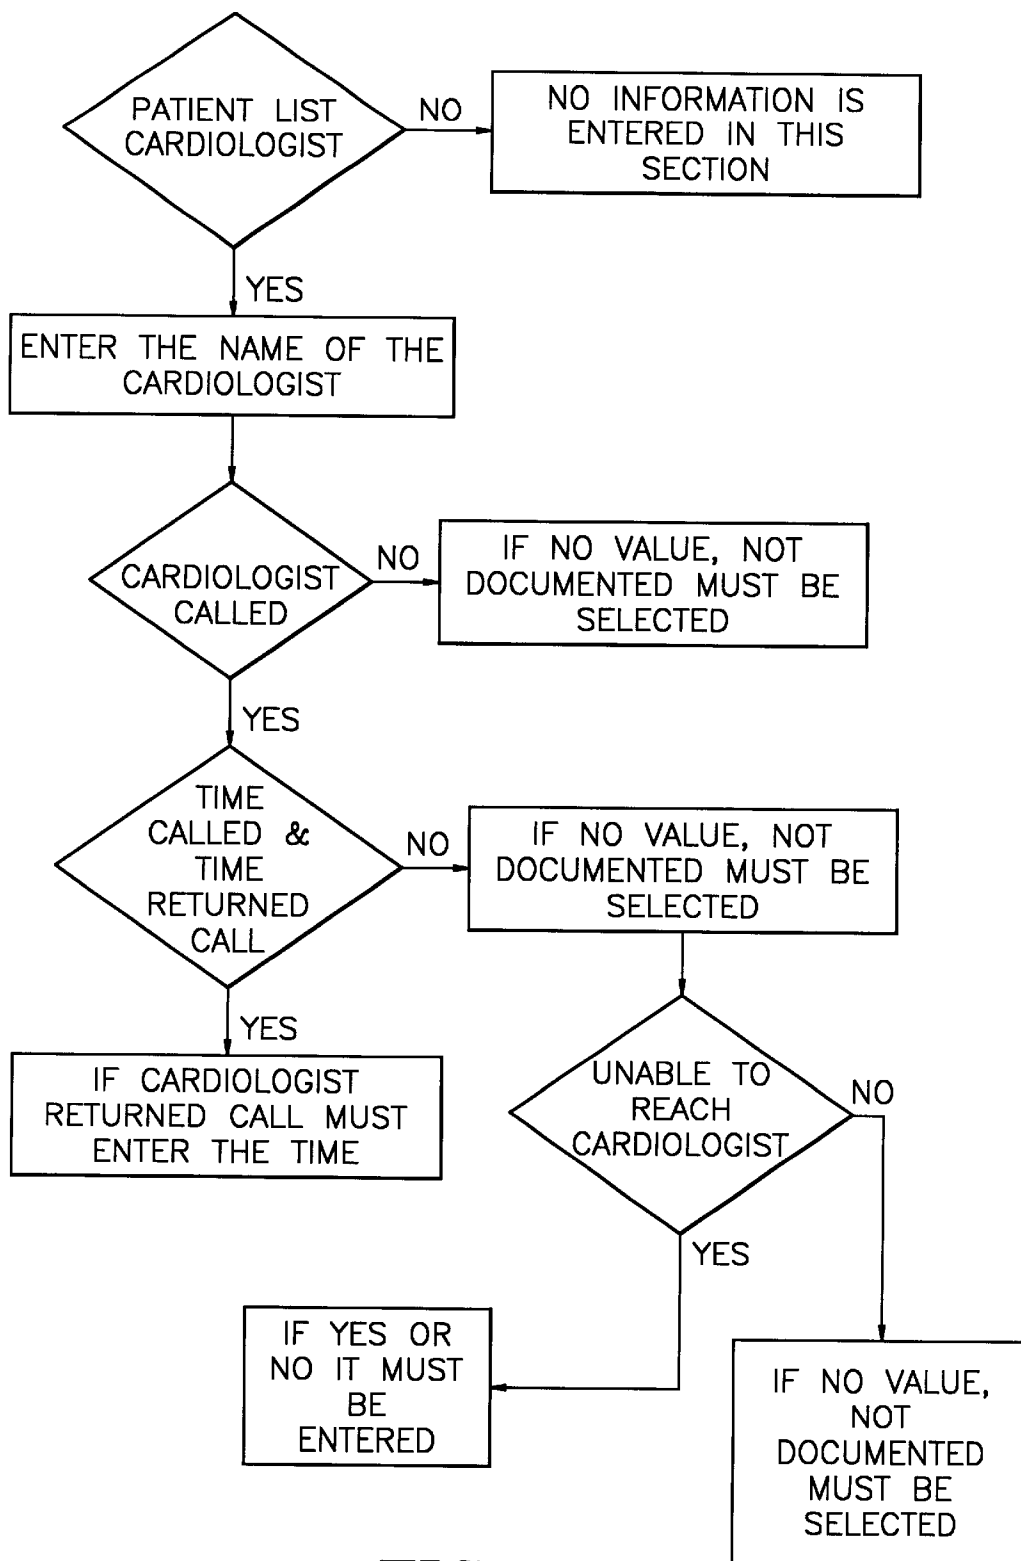 PATIENT LIST
CARDIOLOGIST
NO
NO INFORMATION IS
ENTERED IN THIS
SECTION
YES
ENTER THE NAME OF THE
CARDIOLOGIST
CARDIOLOGIST
CALLED
NO
IF NO VALUE, NOT
DOCUMENTED MUST BE
SELECTED
YES
TIME
CALLED &
TIME
RETURNED
CALL
NO
IF NO VALUE, NOT
DOCUMENTED MUST BE
SELECTED
YES
IF CARDIOLOGIST
RETURNED CALL MUST
ENTER THE TIME
UNABLE TO
REACH
CARDIOLOGIST
NO
YES
IF YES OR
NO IT MUST
BE
ENTERED
IF NO VALUE,
NOT
DOCUMENTED
MUST BE
SELECTED